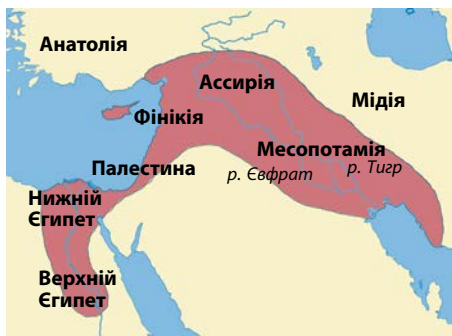 Анатолія
Ассирія
Мідія
Фінікія
Месопотамія
Палестина
р. Євфрат
р. Тигр
Нижній
Єгипет
Верхній
Єгипет